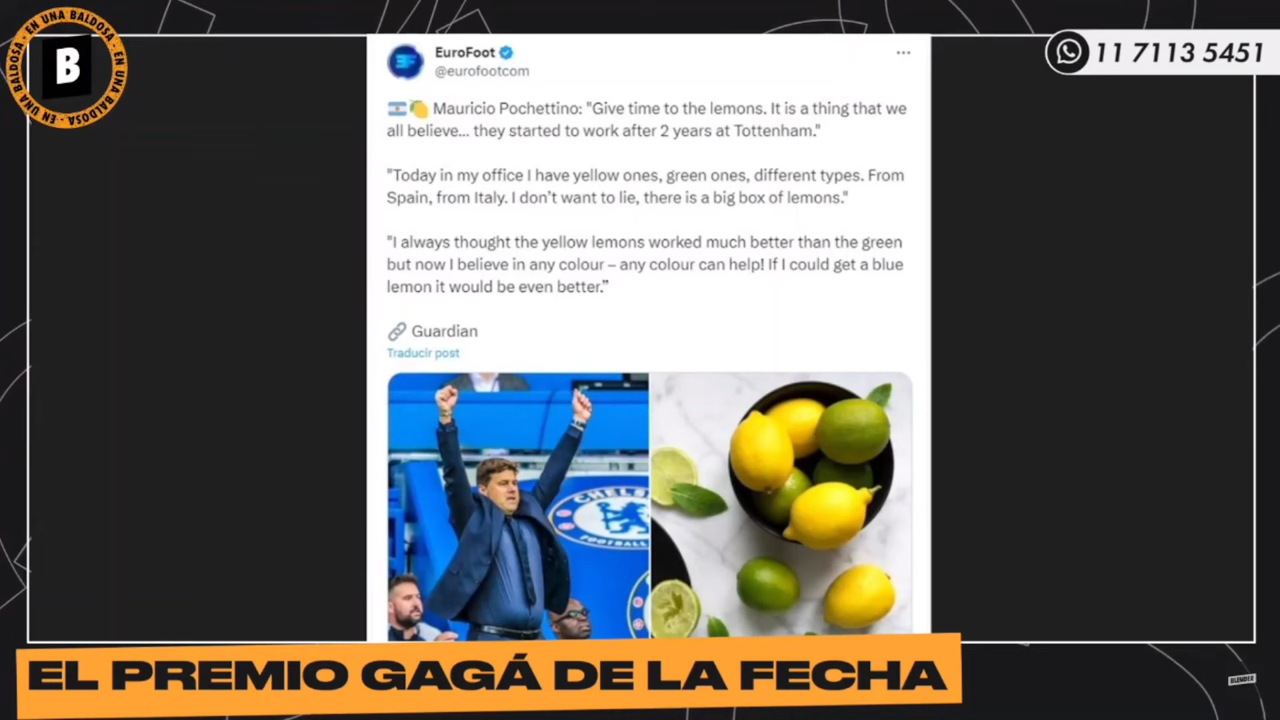 EN UNA BALDOSA · EN UNA BALDOSA · EN UNA BALDOSA ·
B
11 7113 5451
EuroFoot
@eurofootcom
Mauricio Pochettino: "Give time to the lemons. It is a thing that we
all believe... they started to work after 2 years at Tottenham."
"Today in my office I have yellow ones, green ones, different types. From
Spain, from Italy. I don't want to lie, there is a big box of lemons."
"I always thought the yellow lemons worked much better than the green
but now I believe in any colour – any colour can help! If I could get a blue
lemon it would be even better.”
Guardian
Traducir post
CHELSEA
FOOTBALL
EL PREMIO GAGÁ DE LA FECHA
BLENDER